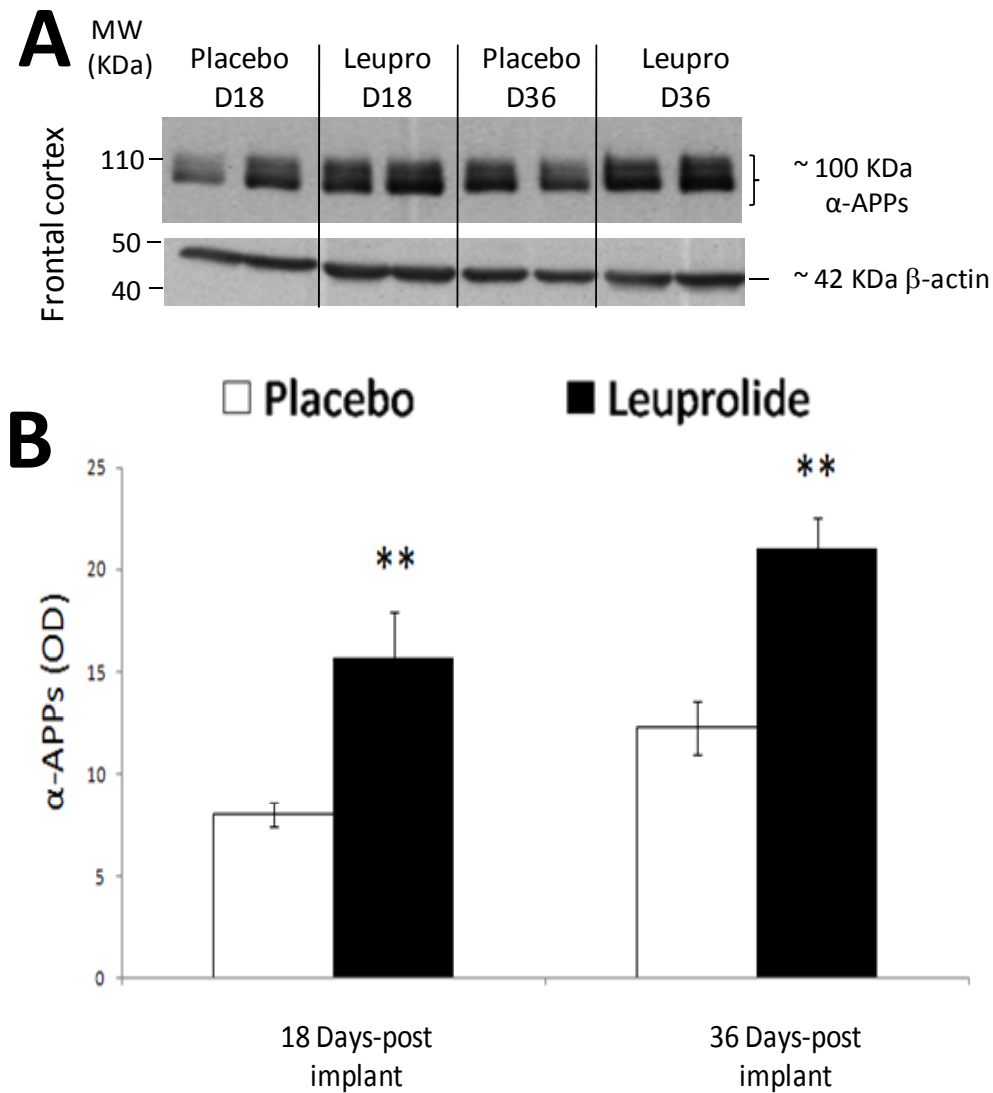 A
MW
(KDa)
Placebo
D18
Leupro
D18
Placebo
D36
Leupro
D36
Frontal cortex
110
~ 100 KDa
α-APPs
50
40
~ 42 KDa β-actin
Placebo
Leuprolide
B
α-APPs (OD)
25
20
15
10
5
0
**
**
18 Days-post
implant
36 Days-post
implant